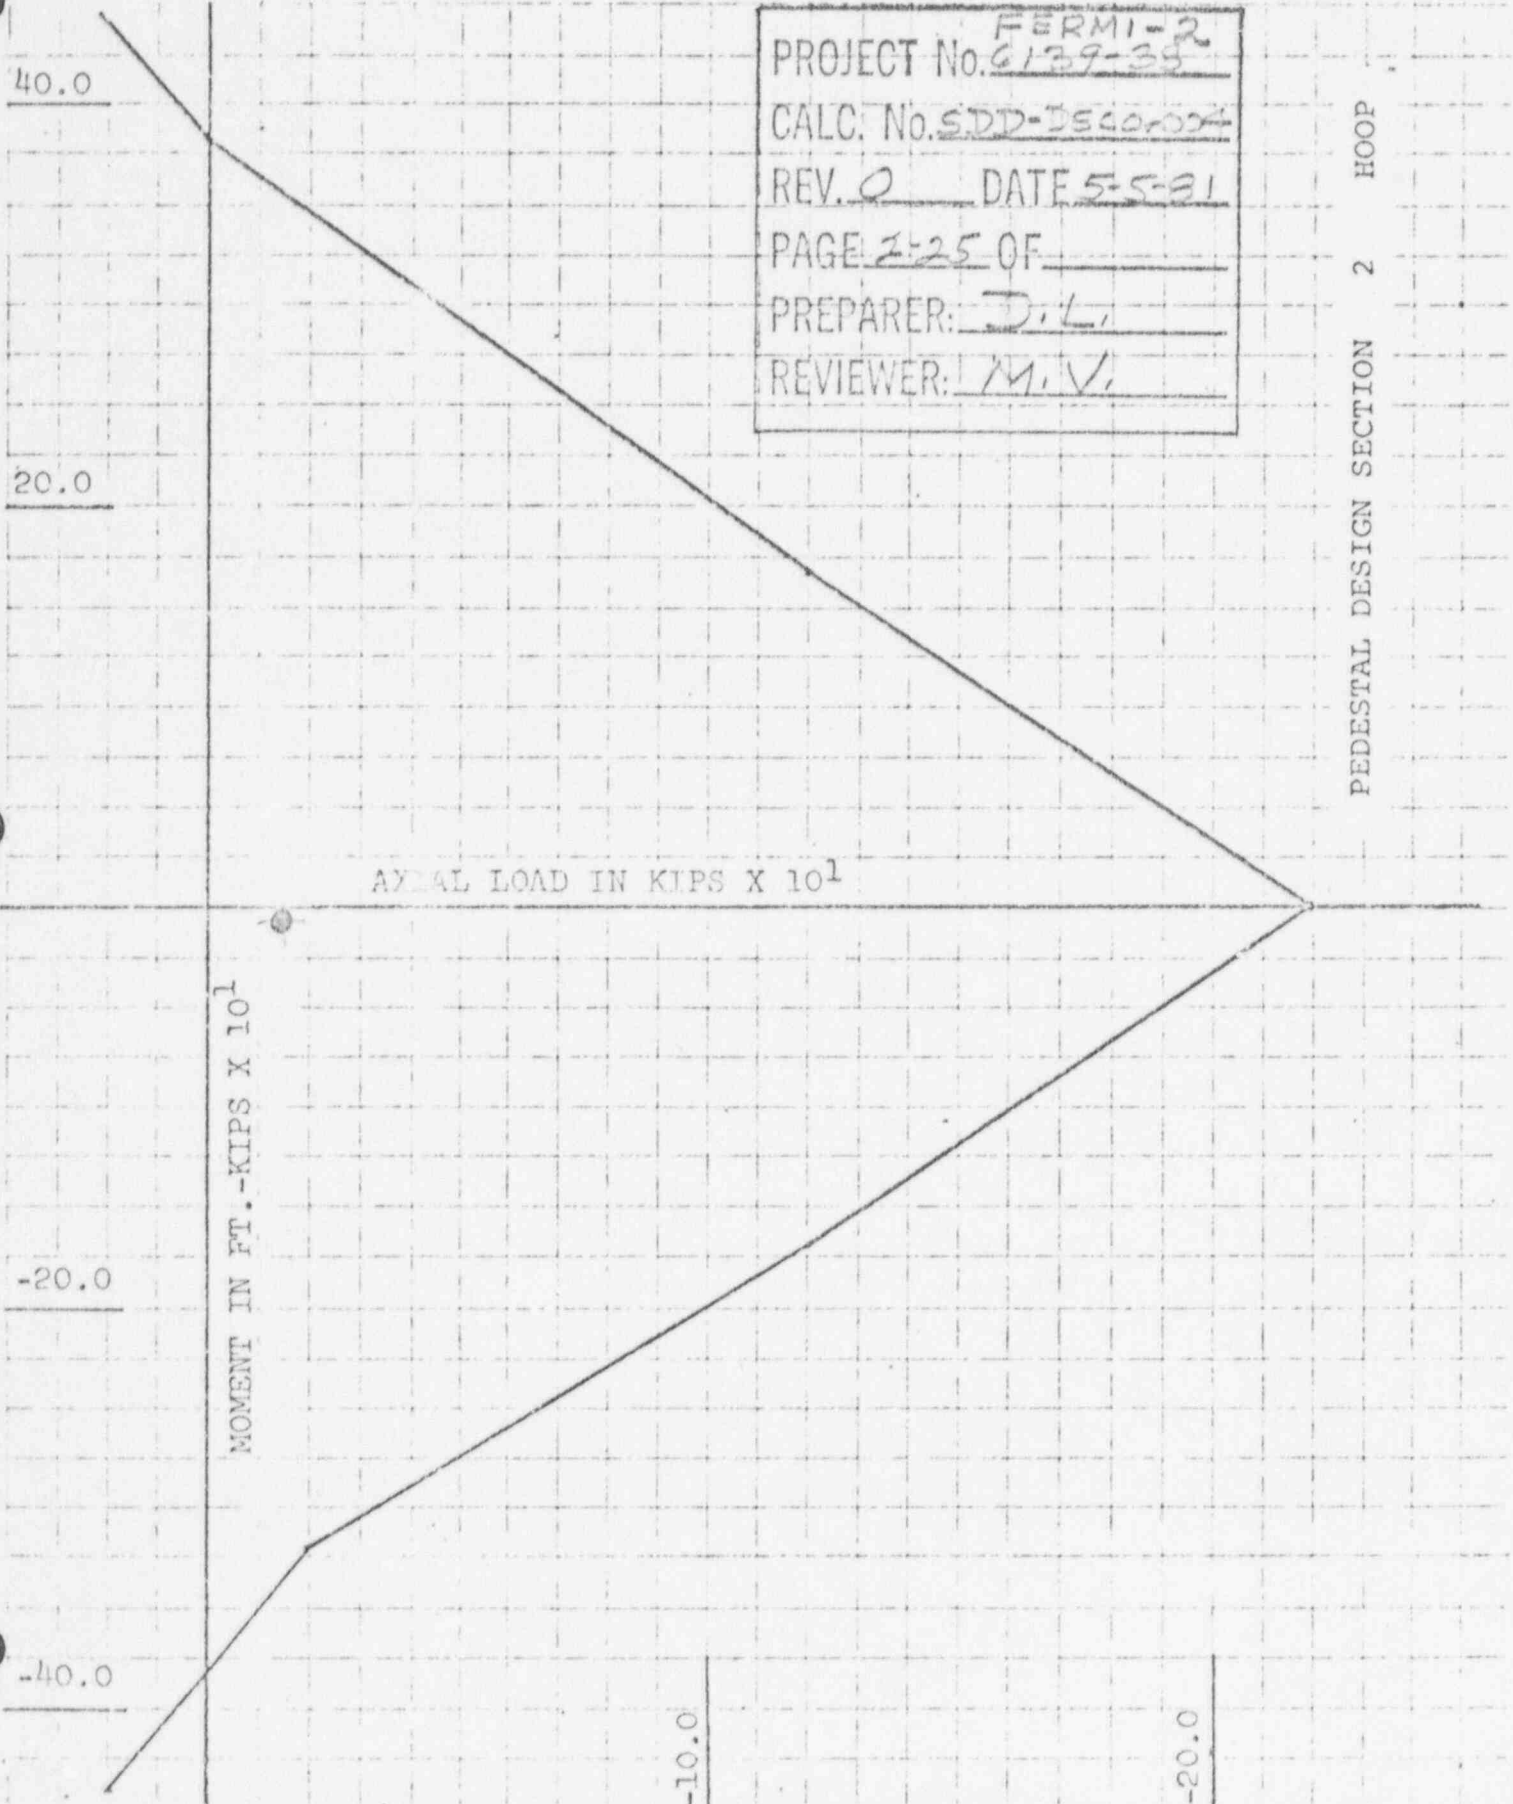 FERMI-2
PROJECT No. 6139-38
CALC. No. SDD-DSC0-004
REV. 0 DATE 5-5-81
PAGE 2-25 OF
PREPARER: D.L.
REVIEWER: M.V.
40.0
20.0
-20.0
-40.0
AXIAL LOAD IN KIPS X 10¹
MOMENT IN FT.-KIPS X 10¹
-10.0
-20.0
PEDESTAL DESIGN SECTION 2 HOOP